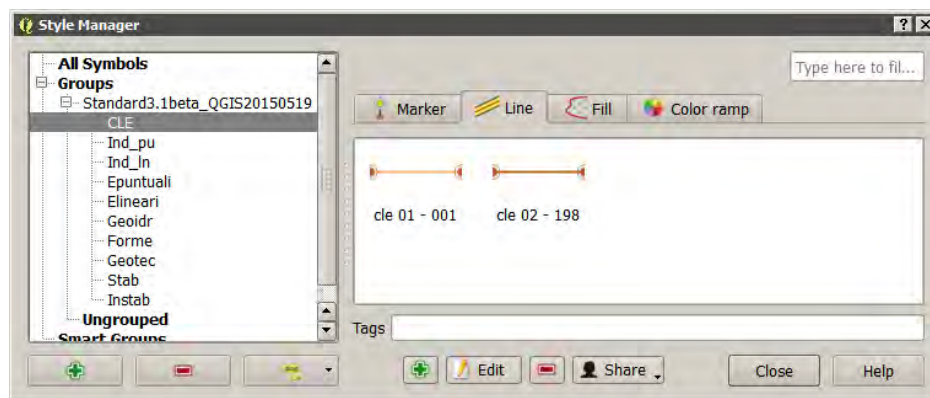 Style Manager
All Symbols
Groups
Standard3.1beta_QGIS20150519
CLE
Ind_pu
Ind_ln
Epuntuali
Elineari
Geoidr
Forme
Geotec
Stab
Instab
Ungrouped
Smart Groups
Type here to fil...
Marker
Line
Fill
Color ramp
cle 01 - 001
cle 02 - 198
Tags
Edit
Share
Close
Help